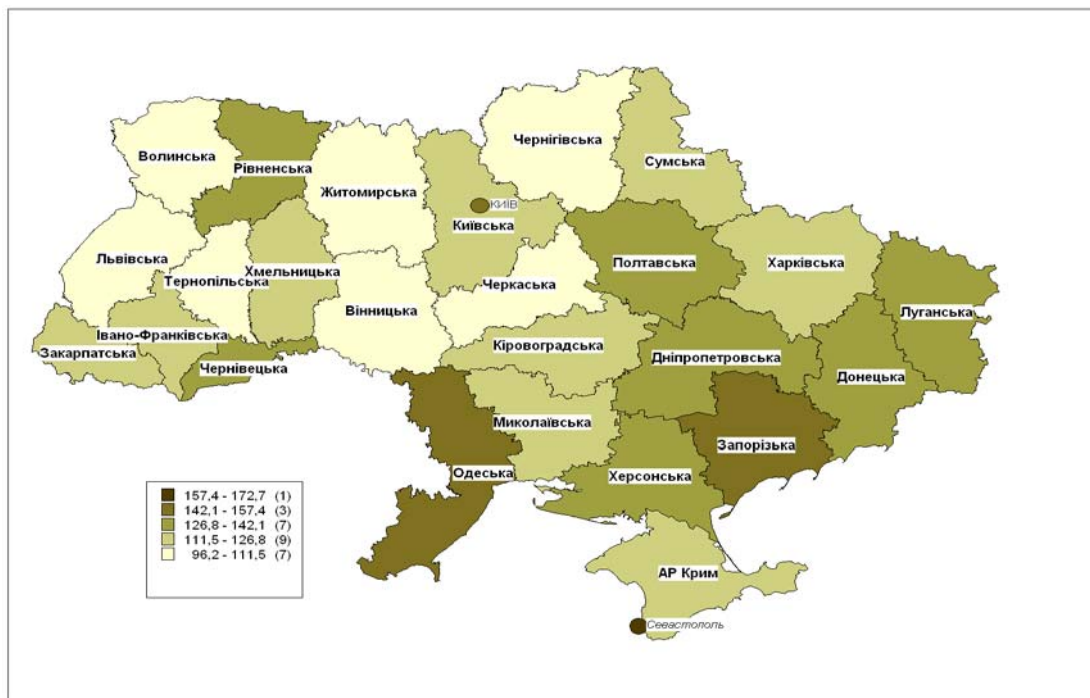 Чернігівська
Волинська
Сумська
Рівненська
Житомирська
КИЇВ
Київська
Львівська
Полтавська
Харківська
Хмельницька
Тернопільська
Черкаська
Вінницька
Луганська
Івано-Франківська
Кіровоградська
Закарпатська
Дніпропетровська
Чернівецька
Донецька
Миколаївська
Запорізька
Одеська
Херсонська
157,4 - 172,7 (1)
142,1 - 157,4 (3)
126,8 - 142,1 (7)
111,5 - 126,8 (9)
96,2 - 111,5 (7)
АР Крим
Севастополь